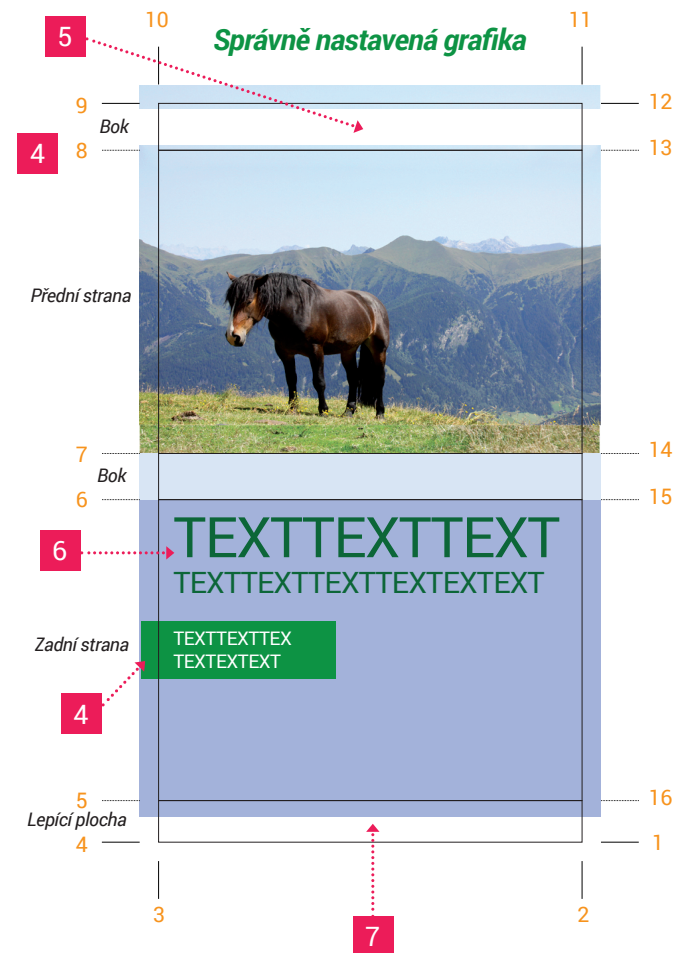 10
11
5
Správně nastavená grafika
9
12
Bok
4
8
13
Přední strana
7
14
Bok
6
15
TEXTTEXTTEXT
6
TEXTTEXTTEXTTEXTEXTEXT
Zadní strana
TEXTTEXTTEX
TEXTEXTEXT
4
5
16
Lepící plocha
4
1
3
2
7